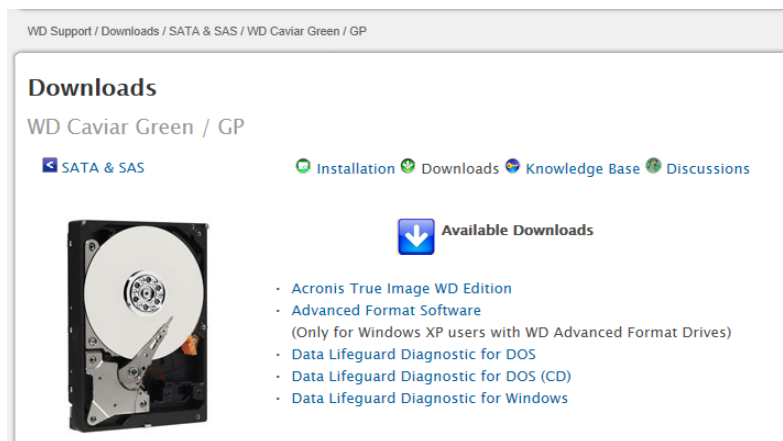 WD Support / Downloads / SATA & SAS / WD Caviar Green / GP
Downloads
WD Caviar Green / GP
SATA & SAS
Installation Downloads Knowledge Base Discussions
Available Downloads
· Acronis True Image WD Edition
· Advanced Format Software
(Only for Windows XP users with WD Advanced Format Drives)
· Data Lifeguard Diagnostic for DOS
· Data Lifeguard Diagnostic for DOS (CD)
· Data Lifeguard Diagnostic for Windows